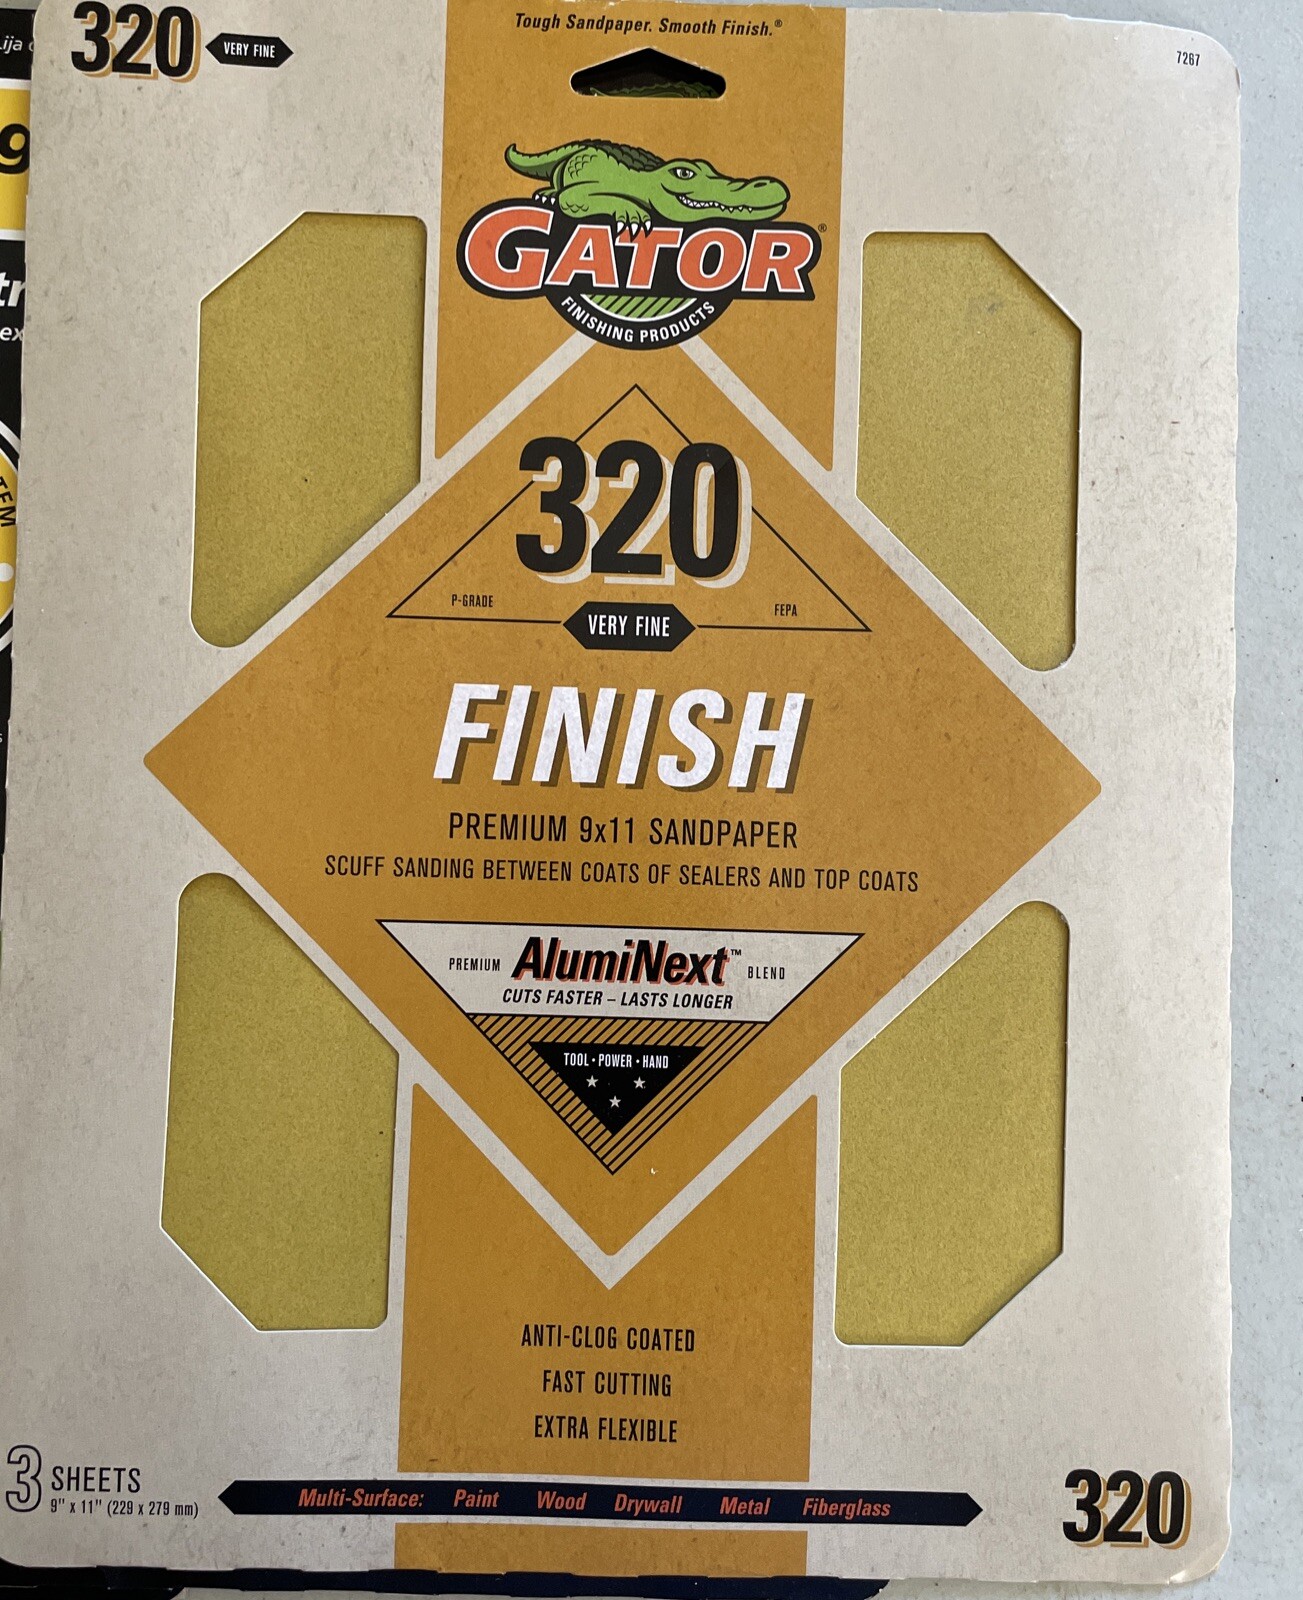 320 VERY FINE
Tough Sandpaper. Smooth Finish.®
7267
GATOR®
FINISHING PRODUCTS
320
P-GRADE
FEPA
VERY FINE
FINISH
PREMIUM 9x11 SANDPAPER
SCUFF SANDING BETWEEN COATS OF SEALERS AND TOP COATS
PREMIUM AlumiNext™ BLEND
CUTS FASTER – LASTS LONGER
TOOL • POWER • HAND
ANTI-CLOG COATED
FAST CUTTING
EXTRA FLEXIBLE
3 SHEETS
9" x 11" (229 x 279 mm)
Multi-Surface: Paint Wood Drywall Metal Fiberglass
320